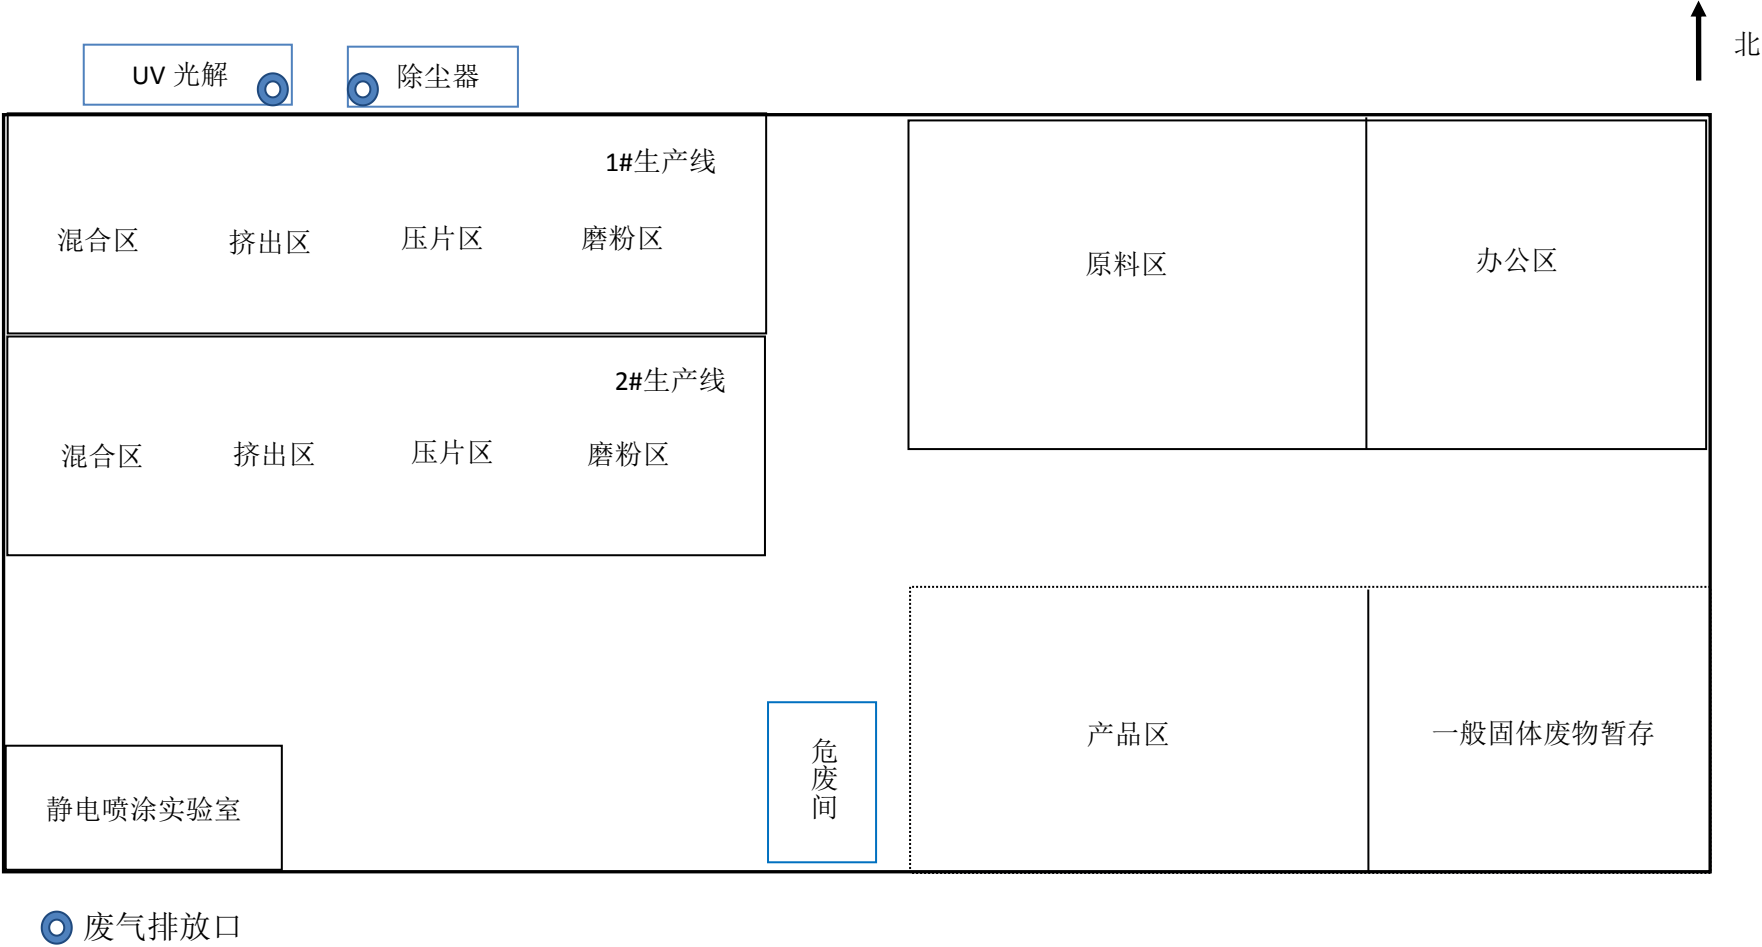 北
UV 光解
除尘器
1#生产线
混合区
挤出区
压片区
磨粉区
原料区
办公区
2#生产线
混合区
挤出区
压片区
磨粉区
产品区
一般固体废物暂存
危废间
静电喷涂实验室
废气排放口